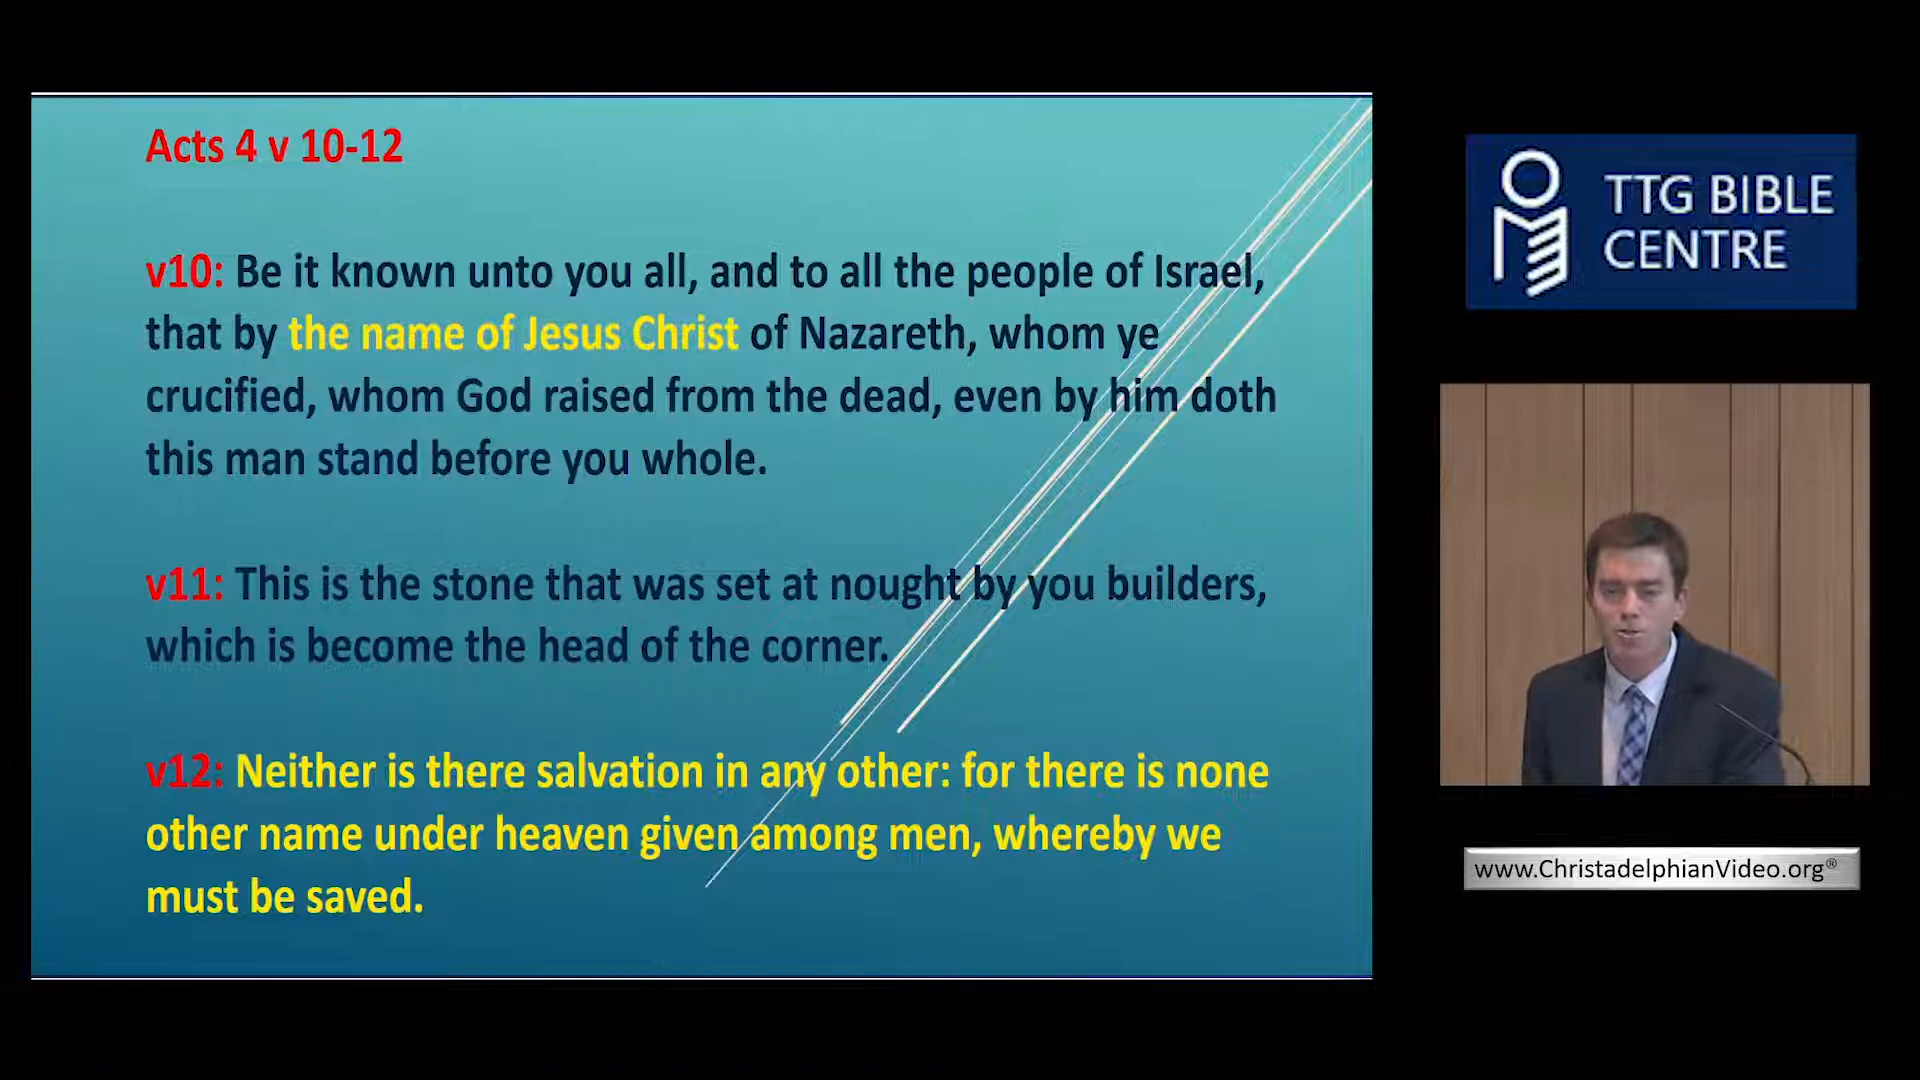 Acts 4 v 10-12
v10: Be it known unto you all, and to all the people of Israel,
that by the name of Jesus Christ of Nazareth, whom ye
crucified, whom God raised from the dead, even by him doth
this man stand before you whole.
v11: This is the stone that was set at nought by you builders,
which is become the head of the corner.
v12: Neither is there salvation in any other: for there is none
other name under heaven given among men, whereby we
must be saved.
TTG BIBLE
CENTRE
www.ChristadelphianVideo.org®